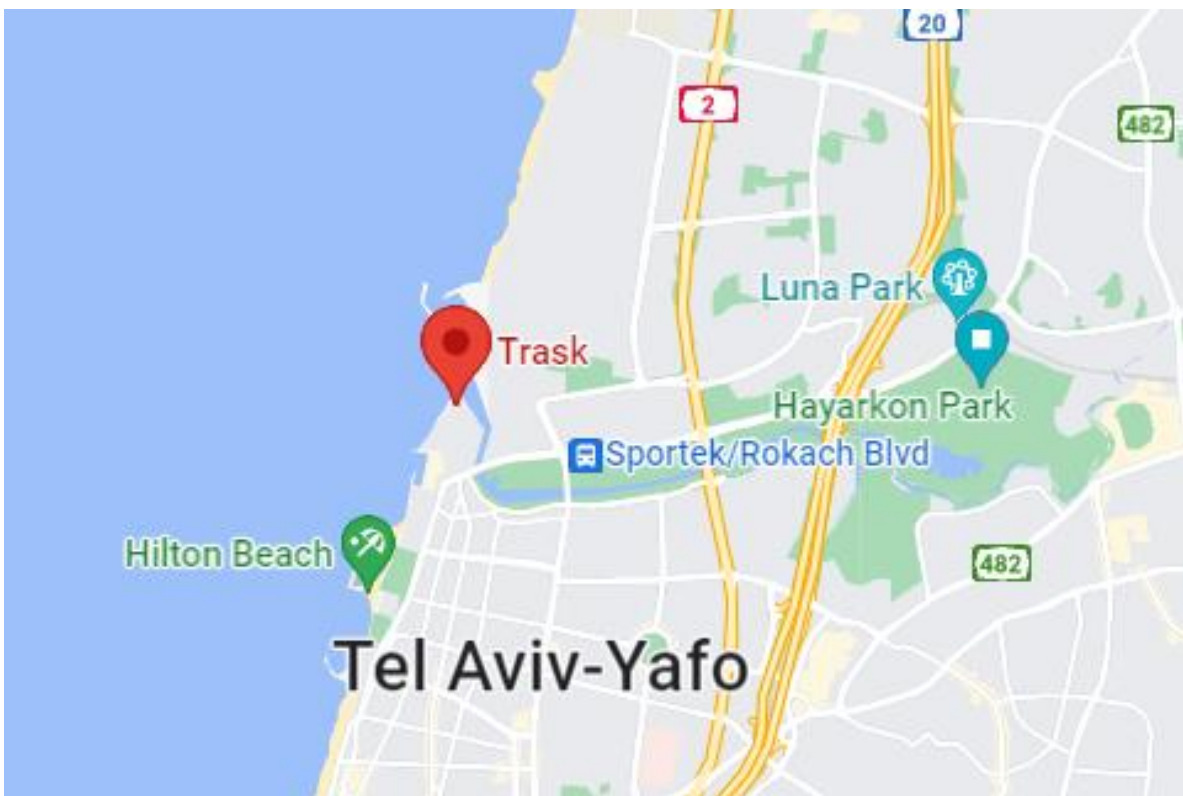 20
2
482
Luna Park
Trask
Hayarkon Park
Sportek/Rokach Blvd
Hilton Beach
482
Tel Aviv-Yafo